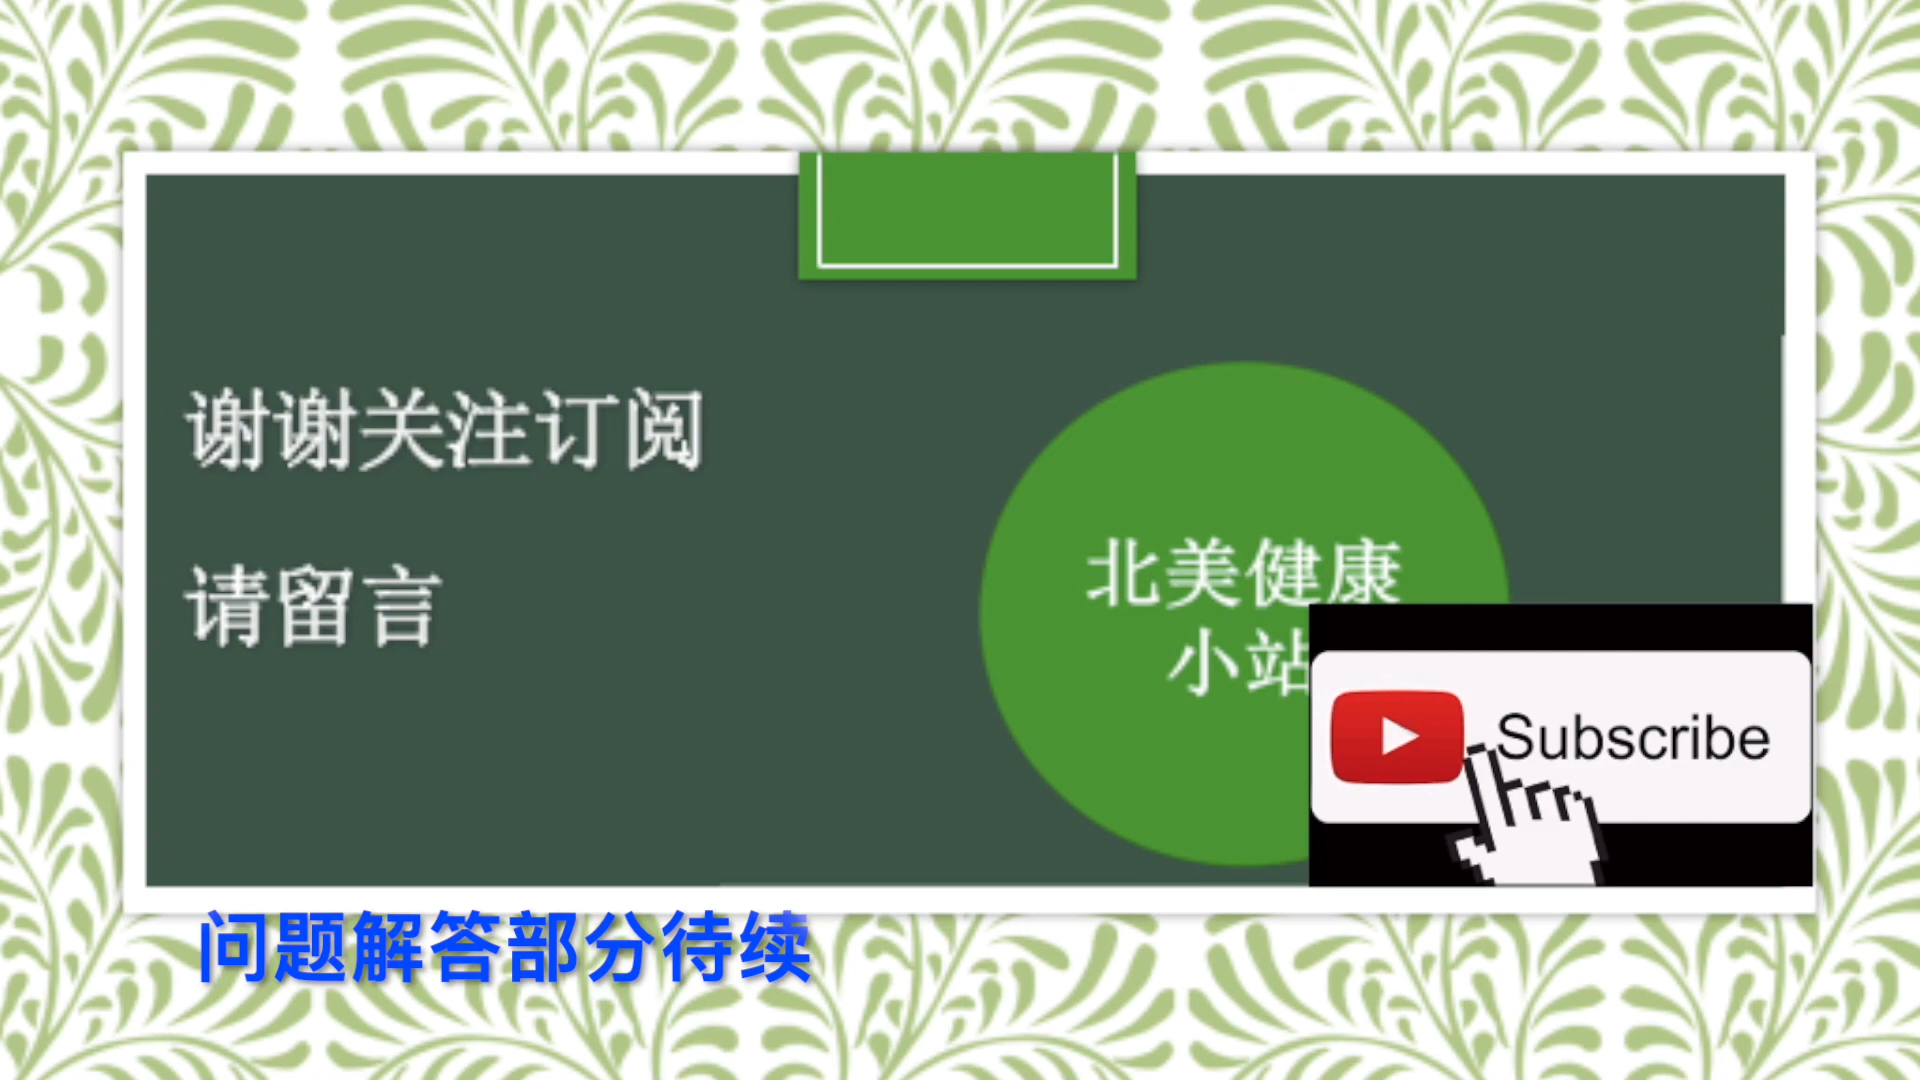 谢谢关注订阅
请留言
北美健康
小站
Subscribe
问题解答部分待续